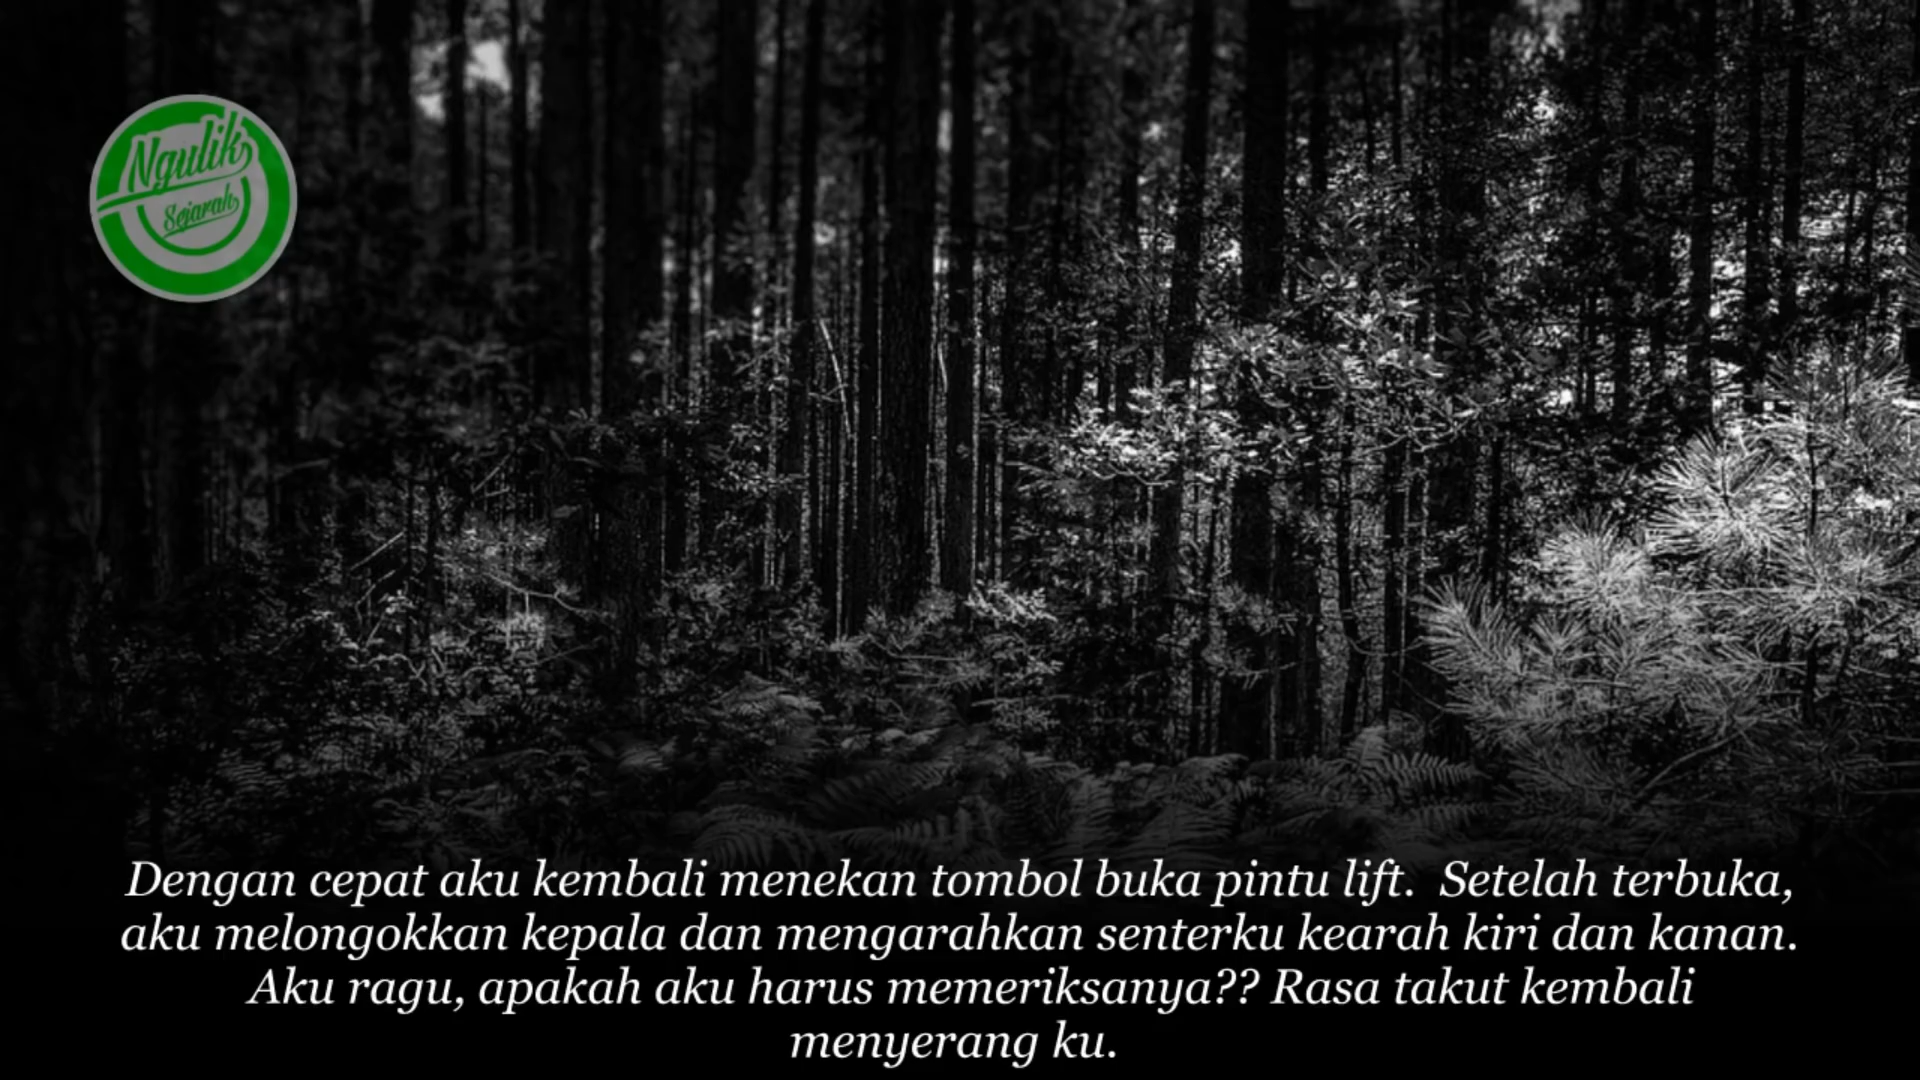 Ngulik
Sejarah
Dengan cepat aku kembali menekan tombol buka pintu lift.  Setelah terbuka,
aku melongokkan kepala dan mengarahkan senterku kearah kiri dan kanan.
Aku ragu, apakah aku harus memeriksanya?? Rasa takut kembali
menyerang ku.